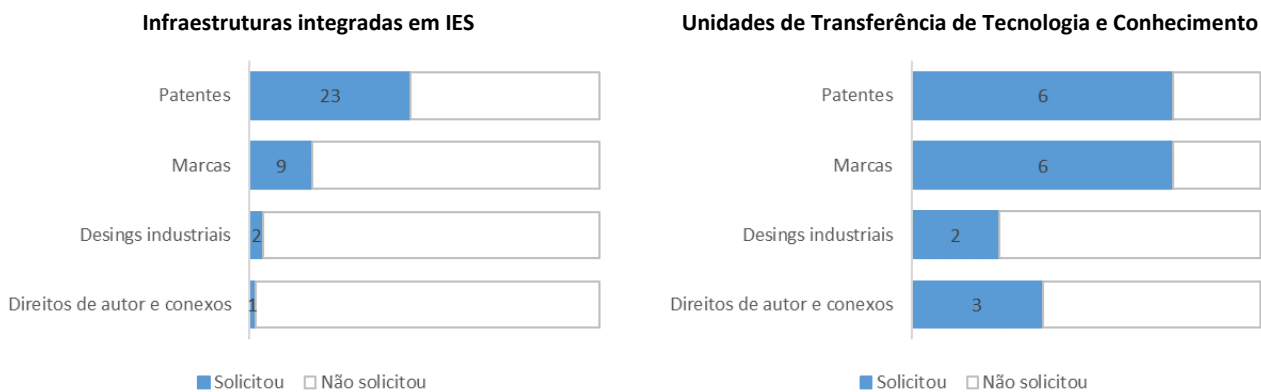 Infraestruturas integradas em IES
Patentes
23
Marcas
9
Desings industriais
2
Direitos de autor e conexos
1
Solicitou
Não solicitou
Unidades de Transferência de Tecnologia e Conhecimento
Patentes
6
Marcas
6
Desings industriais
2
Direitos de autor e conexos
3
Solicitou
Não solicitou